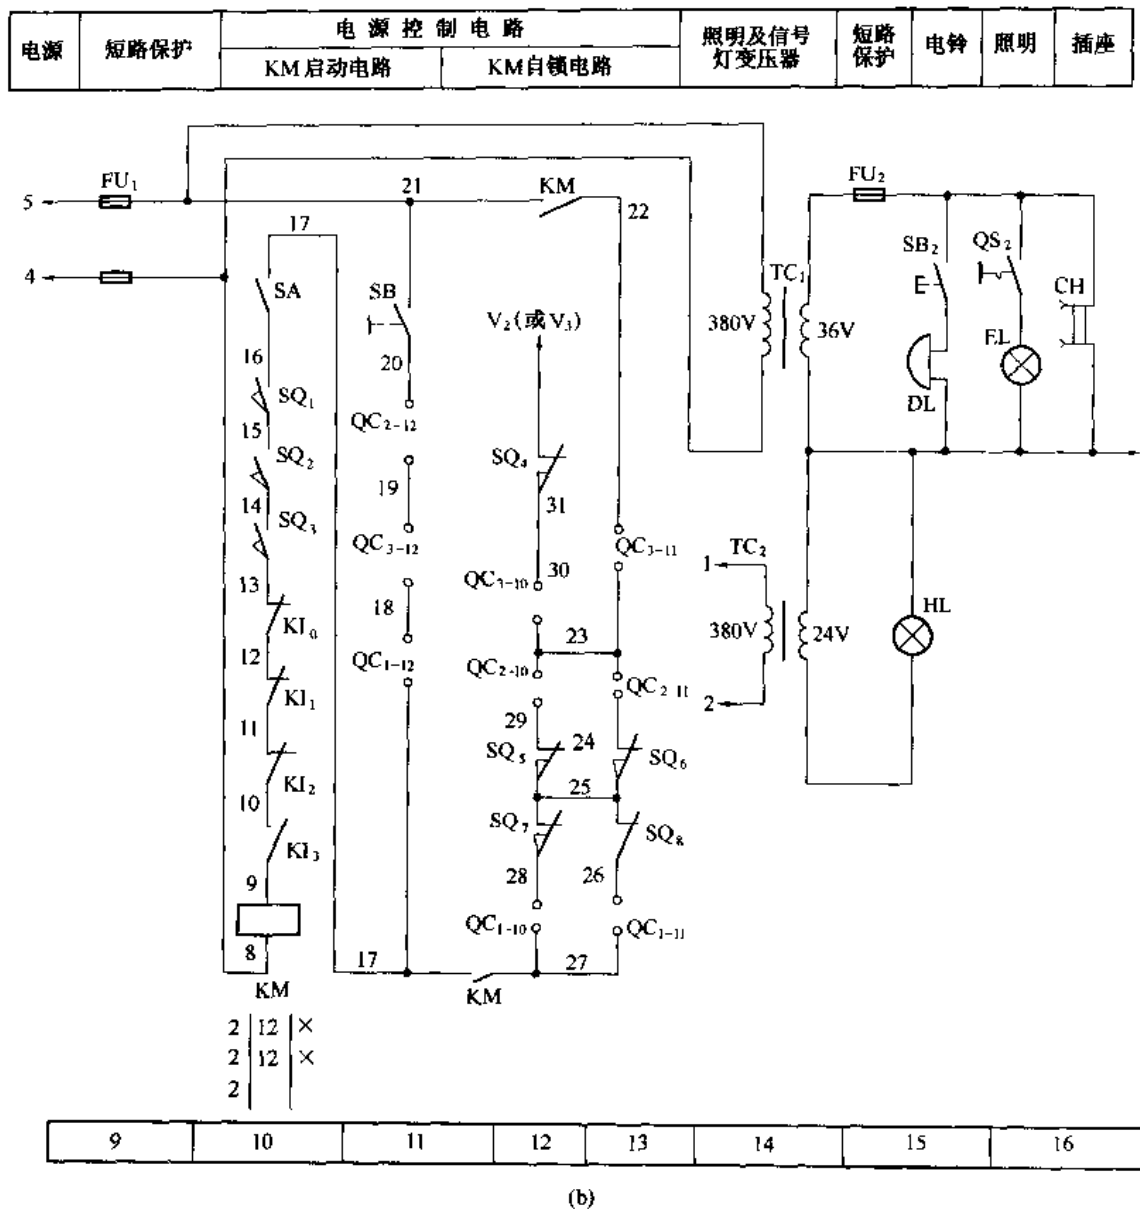 电源
短路保护
电源控制电路
KM启动电路
KM自锁电路
照明及信号
灯变压器
短路
保护
电铃
照明
插座
FU1
5
4
17
21
KM
22
FU2
SA
SB
V2(或V3)
TC1
380V
36V
SB2
QS2
CH
EL
DL
16
SQ1
15
SQ2
14
SQ3
13
KI0
12
KI1
11
KI2
10
KI3
9
8
KM
20
QC2-12
19
QC3-12
18
QC1-12
17
KM
SQ4
31
30
QC3-10
QC3-11
23
QC2-10
QC2-11
29
24
SQ5
SQ6
25
SQ7
SQ8
28
26
QC1-10
QC1-11
27
1
TC2
380V
24V
2
HL
2 12 ×
2 12 ×
2
9 10 11 12 13 14 15 16
(b)